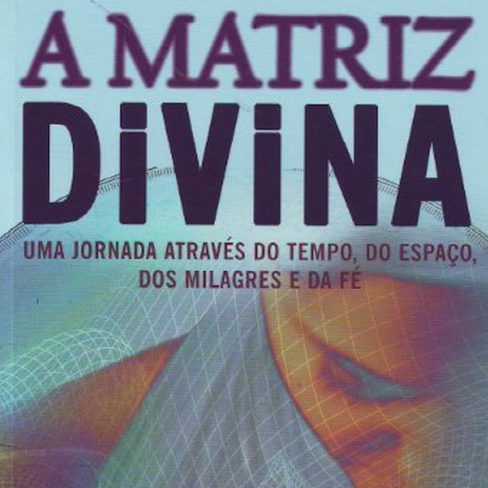 A MATRIZ
DiViNA
UMA JORNADA ATRAVÉS DO TEMPO, DO ESPAÇO,
DOS MILAGRES E DA FÉ